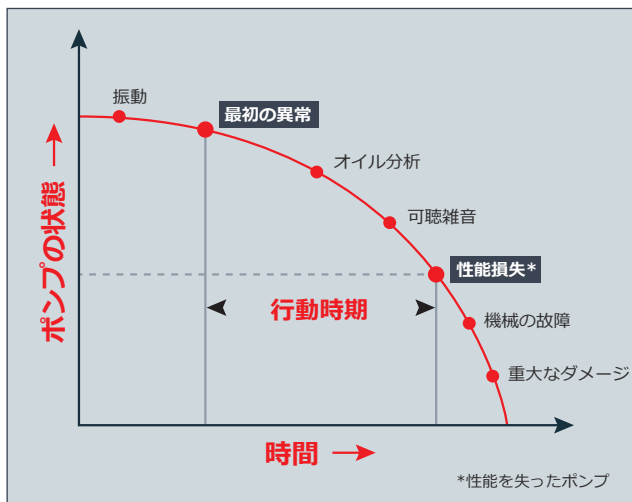 振動
最初の異常
オイル分析
可聴雑音
性能損失*
機械の故障
重大なダメージ
行動時期
ポンプの状態
時間
*性能を失ったポンプ